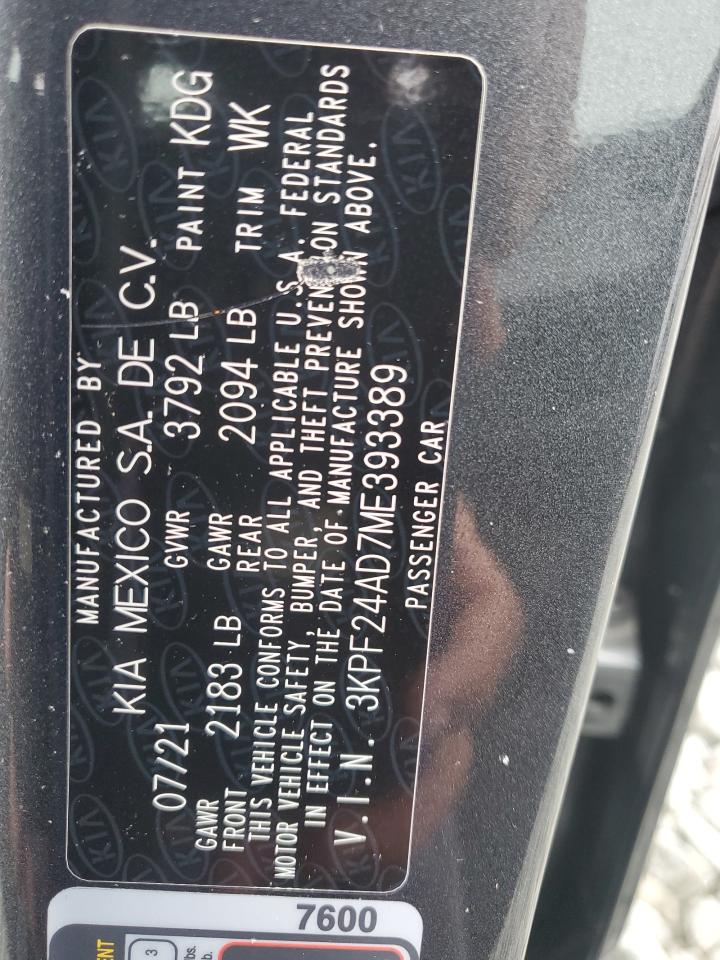 MANUFACTURED BY
KIA MEXICO S.A. DE C.V.
07/21 GVWR 3792 LB PAINT KDG
GAWR FRONT 2183 LB GAWR REAR 2094 LB TRIM WK
THIS VEHICLE CONFORMS TO ALL APPLICABLE U.S.A. FEDERAL
MOTOR VEHICLE SAFETY, BUMPER, AND THEFT PREVENTION STANDARDS
IN EFFECT ON THE DATE OF MANUFACTURE SHOWN ABOVE.
V.I.N. 3KPF24AD7ME393389
PASSENGER CAR
7600
3